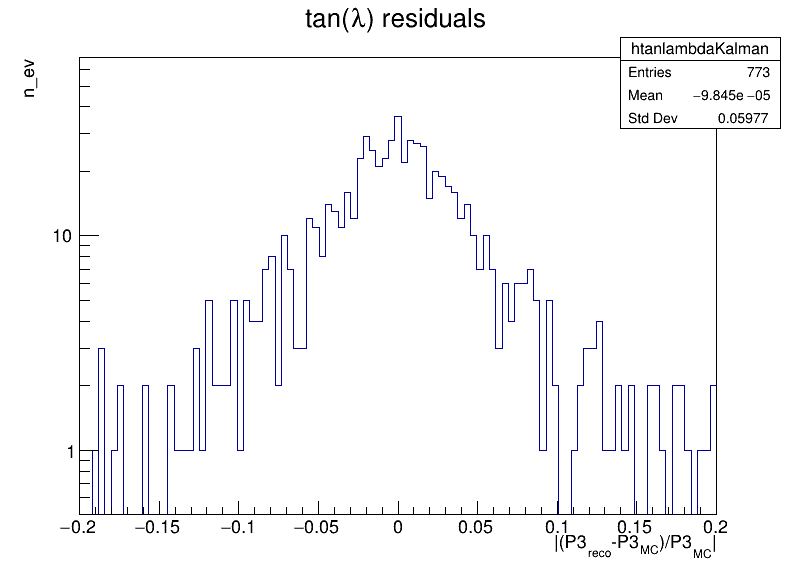 tan(λ) residuals
htanlambdaKalman
Entries 773
Mean −9.845e−05
Std Dev 0.05977
n_ev
10
1
−0.2 −0.15 −0.1 −0.05 0 0.05 0.1 0.15 0.2
|(P3reco-P3MC)/P3MC|